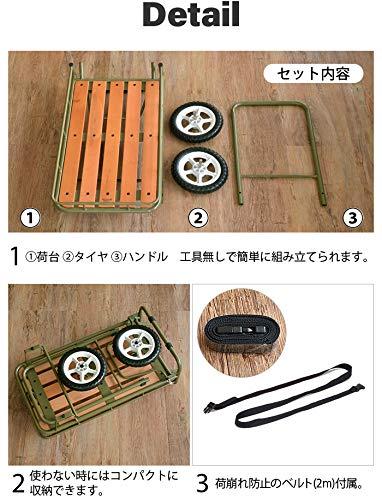 Detail
セット内容
① ② ③
1 ①荷台 ②タイヤ ③ハンドル 工具無しで簡単に組み立てられます。
2 使わない時にはコンパクトに
収納できます。
3 荷崩れ防止のベルト(2m)付属。